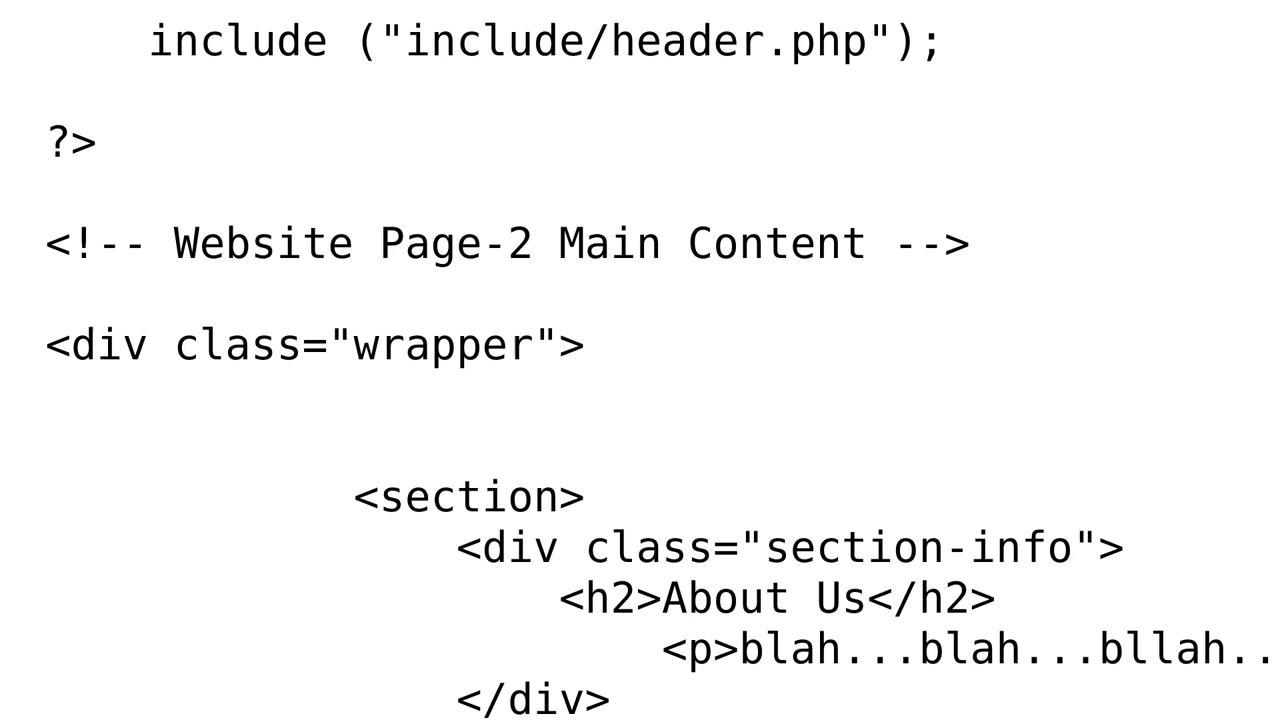 include ("include/header.php");
?>
<!-- Website Page-2 Main Content -->
<div class="wrapper">
<section>
<div class="section-info">
<h2>About Us</h2>
<p>blah...blah...bllah..
</div>